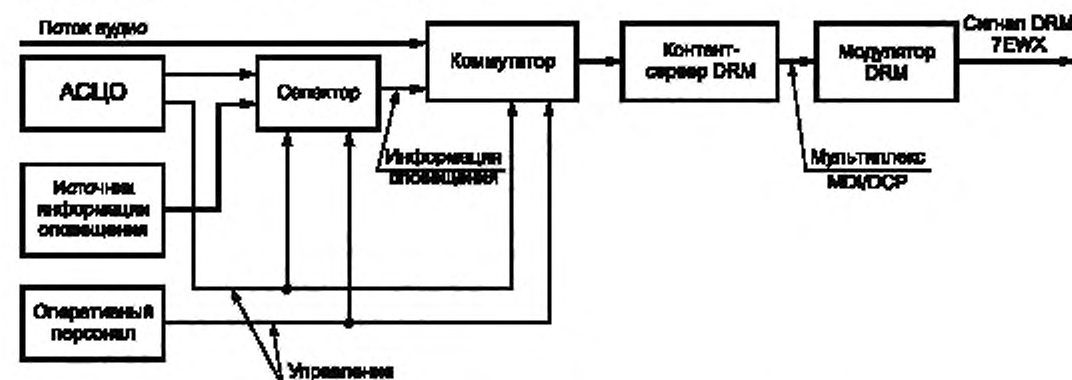 Поток аудио
АСЦО
Селектор
Коммутатор
Контент-
сервер DRM
Модулятор
DRM
Сигнал DRM
7EWX
Информация
оповещения
Мультиплекс
MDI/DCP
Источник
информации
оповещения
Оперативный
персонал
Управление